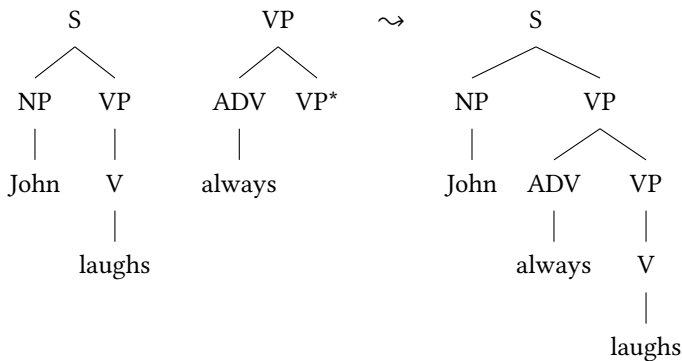 S VP ⤳ S
NP VP ADV VP* NP VP
John V always John ADV VP
laughs always V
laughs